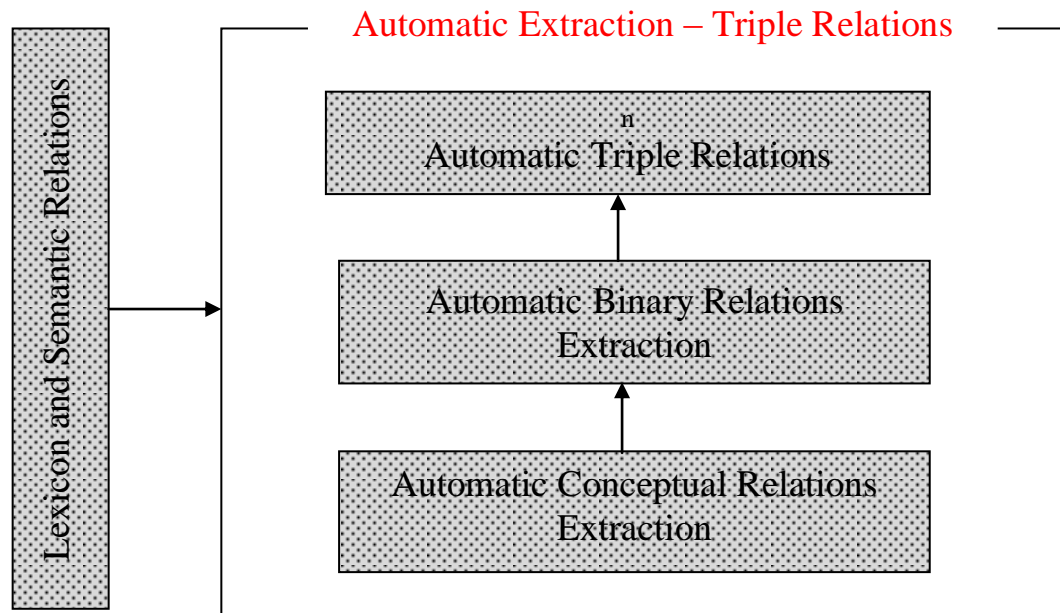 Automatic Extraction – Triple Relations
Lexicon and Semantic Relations
n
Automatic Triple Relations
Automatic Binary Relations
Extraction
Automatic Conceptual Relations
Extraction